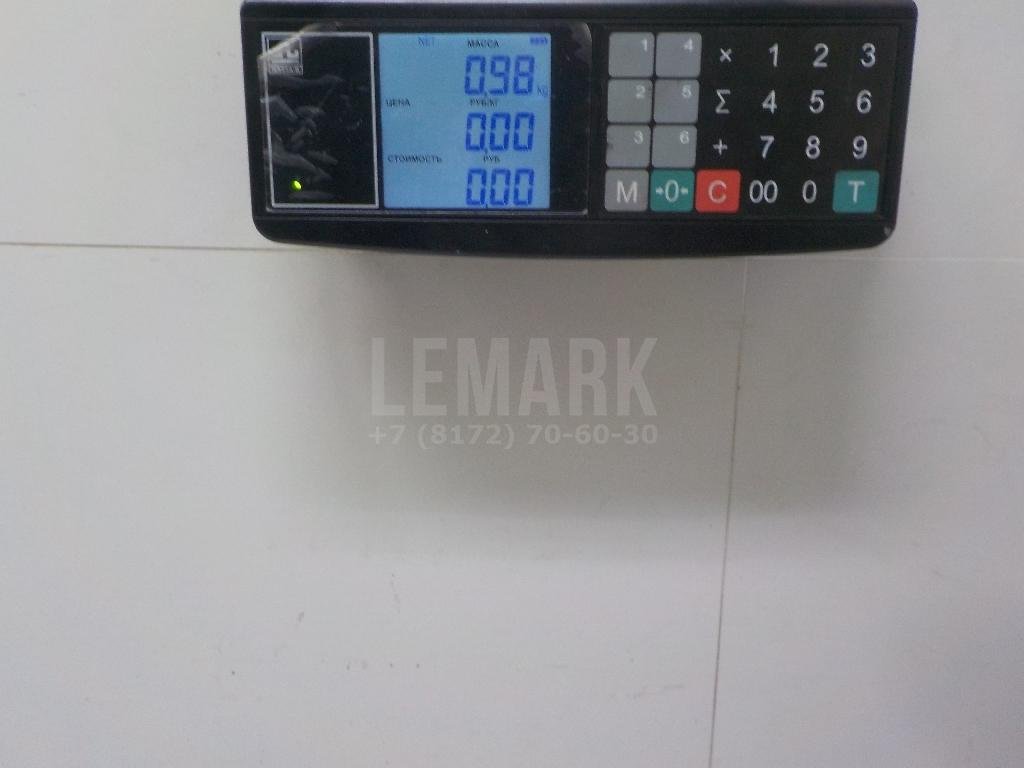 NET МАССА
0.98 kg
ЦЕНА РУБ/КГ
0.00
СТОИМОСТЬ РУБ
0.00
1 4 × 1 2 3
2 5 Σ 4 5 6
3 6 + 7 8 9
M →0← C 00 0 T
LEMARK
+7 (8172) 70-60-30